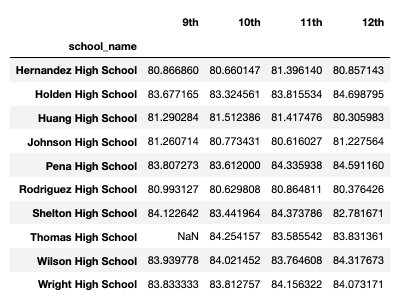 9th 10th 11th 12th
school_name
Hernandez High School 80.866860 80.660147 81.396140 80.857143
Holden High School 83.677165 83.324561 83.815534 84.698795
Huang High School 81.290284 81.512386 81.417476 80.305983
Johnson High School 81.260714 80.773431 80.616027 81.227564
Pena High School 83.807273 83.612000 84.335938 84.591160
Rodriguez High School 80.993127 80.629808 80.864811 80.376426
Shelton High School 84.122642 83.441964 84.373786 82.781671
Thomas High School NaN 84.254157 83.585542 83.831361
Wilson High School 83.939778 84.021452 83.764608 84.317673
Wright High School 83.833333 83.812757 84.156322 84.073171